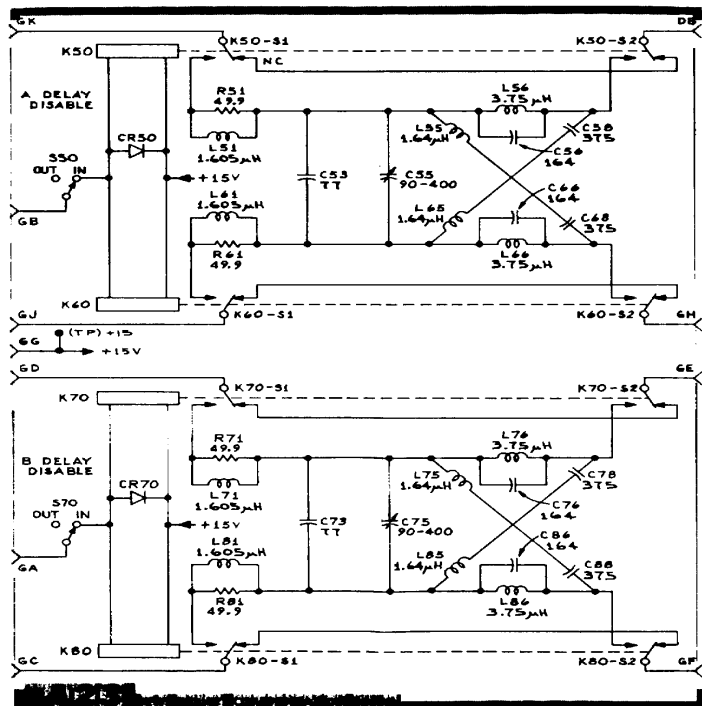 GK
DB
K50-S1
K50-S2
K50
NC
A DELAY
DISABLE
R51
49.9
L56
3.75µH
CR50
L51
1.605µH
L55
1.64µH
C58
375
C56
164
S50
OUT IN
+15V
C53
77
C55
90-400
L61
1.605µH
C66
164
GB
L65
1.64µH
C68
375
R61
49.9
L66
3.75µH
K60
GJ
K60-S1
K60-S2
GH
(TP)+15
GG
+15V
GD
GE
K70-S1
K70-S2
K70
B DELAY
DISABLE
R71
49.9
L76
3.75µH
CR70
L71
1.605µH
L75
1.64µH
C78
375
C76
164
S70
OUT IN
+15V
C73
77
C75
90-400
L81
1.605µH
C86
164
GA
L85
1.64µH
C88
375
R81
49.9
L86
3.75µH
K80
GC
K80-S1
K80-S2
GF